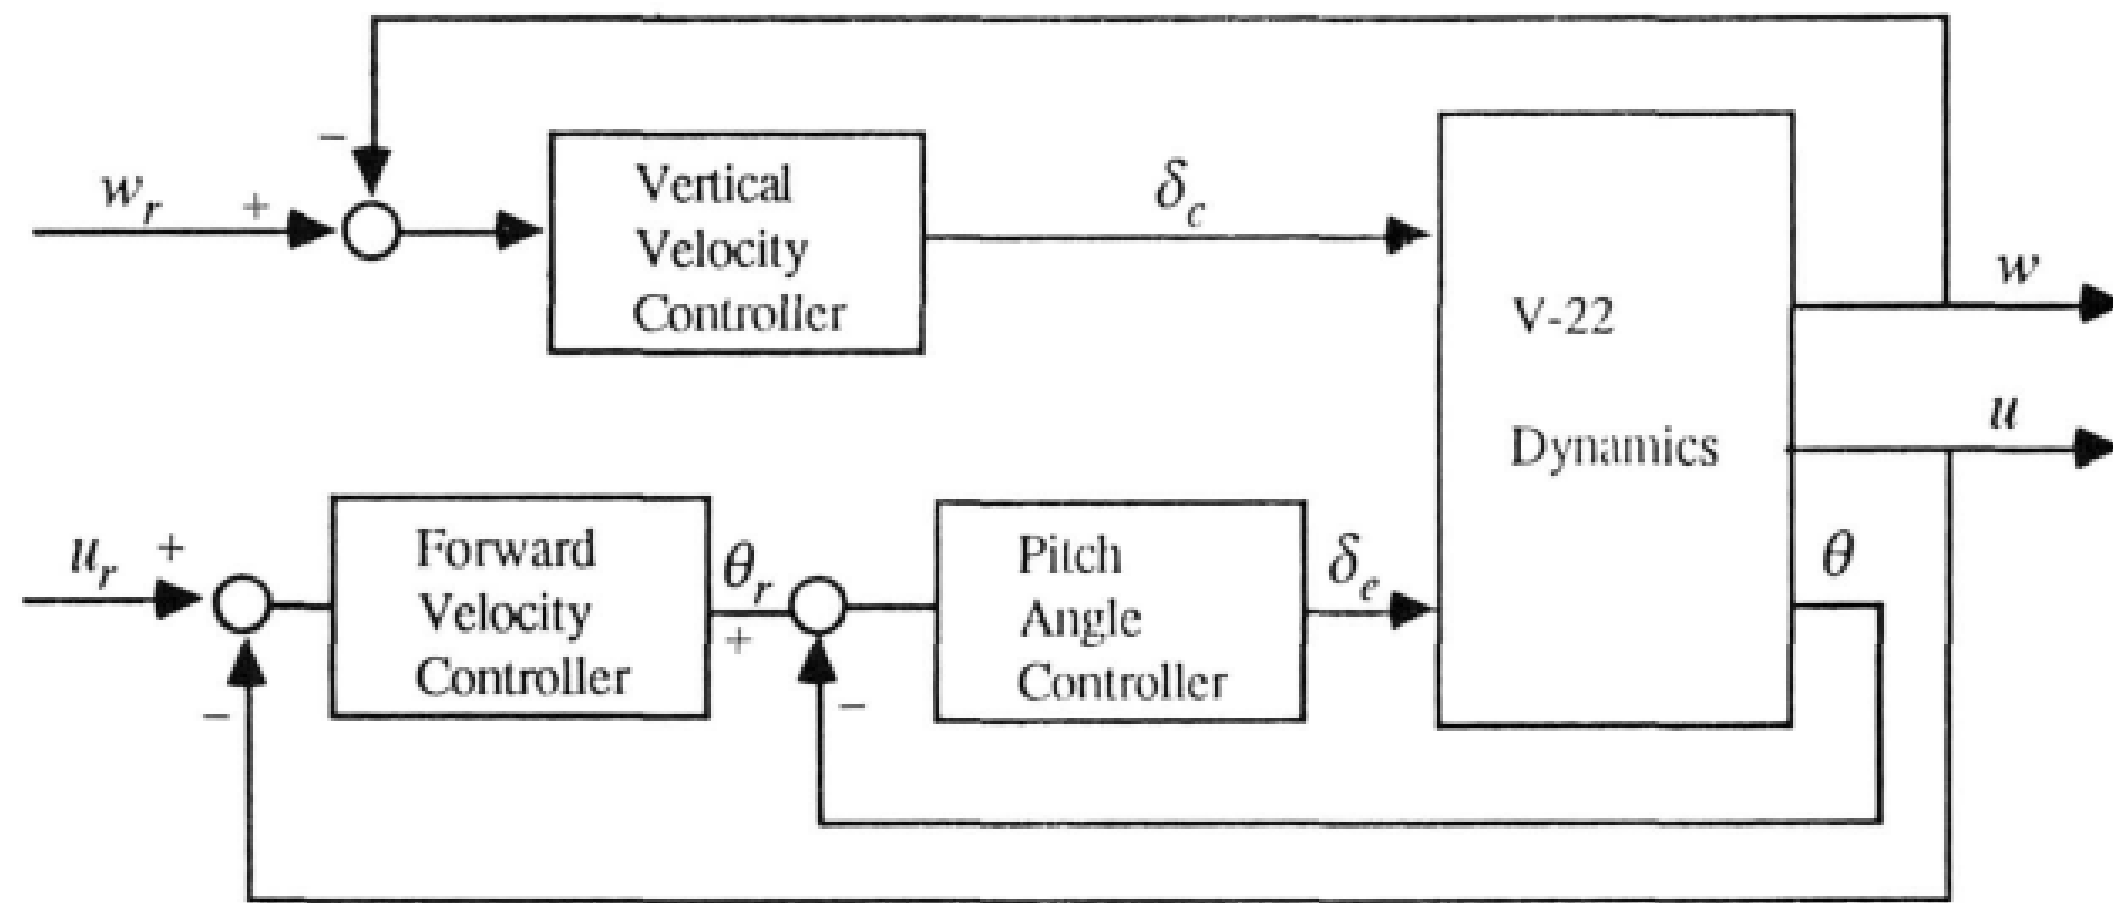 −
w_r
+
Vertical
Velocity
Controller
δ_c
V-22
Dynamics
w
u
θ
u_r
+
−
Forward
Velocity
Controller
θ_r
+
−
Pitch
Angle
Controller
δ_e